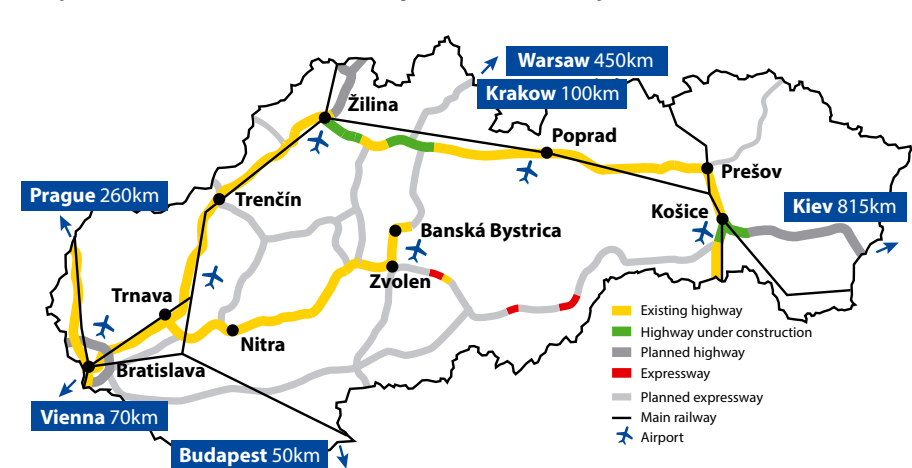 Warsaw 450km
Krakow 100km
Žilina
Poprad
Prešov
Prague 260km
Trenčín
Košice
Kiev 815km
Banská Bystrica
Zvolen
Trnava
Nitra
Bratislava
Vienna 70km
Budapest 50km
Existing highway
Highway under construction
Planned highway
Expressway
Planned expressway
Main railway
Airport